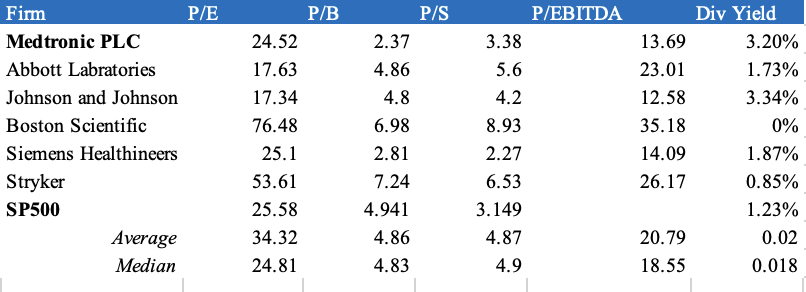 Firm P/E P/B P/S P/EBITDA Div Yield
Medtronic PLC 24.52 2.37 3.38 13.69 3.20%
Abbott Labratories 17.63 4.86 5.6 23.01 1.73%
Johnson and Johnson 17.34 4.8 4.2 12.58 3.34%
Boston Scientific 76.48 6.98 8.93 35.18 0%
Siemens Healthineers 25.1 2.81 2.27 14.09 1.87%
Stryker 53.61 7.24 6.53 26.17 0.85%
SP500 25.58 4.941 3.149 1.23%
Average 34.32 4.86 4.87 20.79 0.02
Median 24.81 4.83 4.9 18.55 0.018